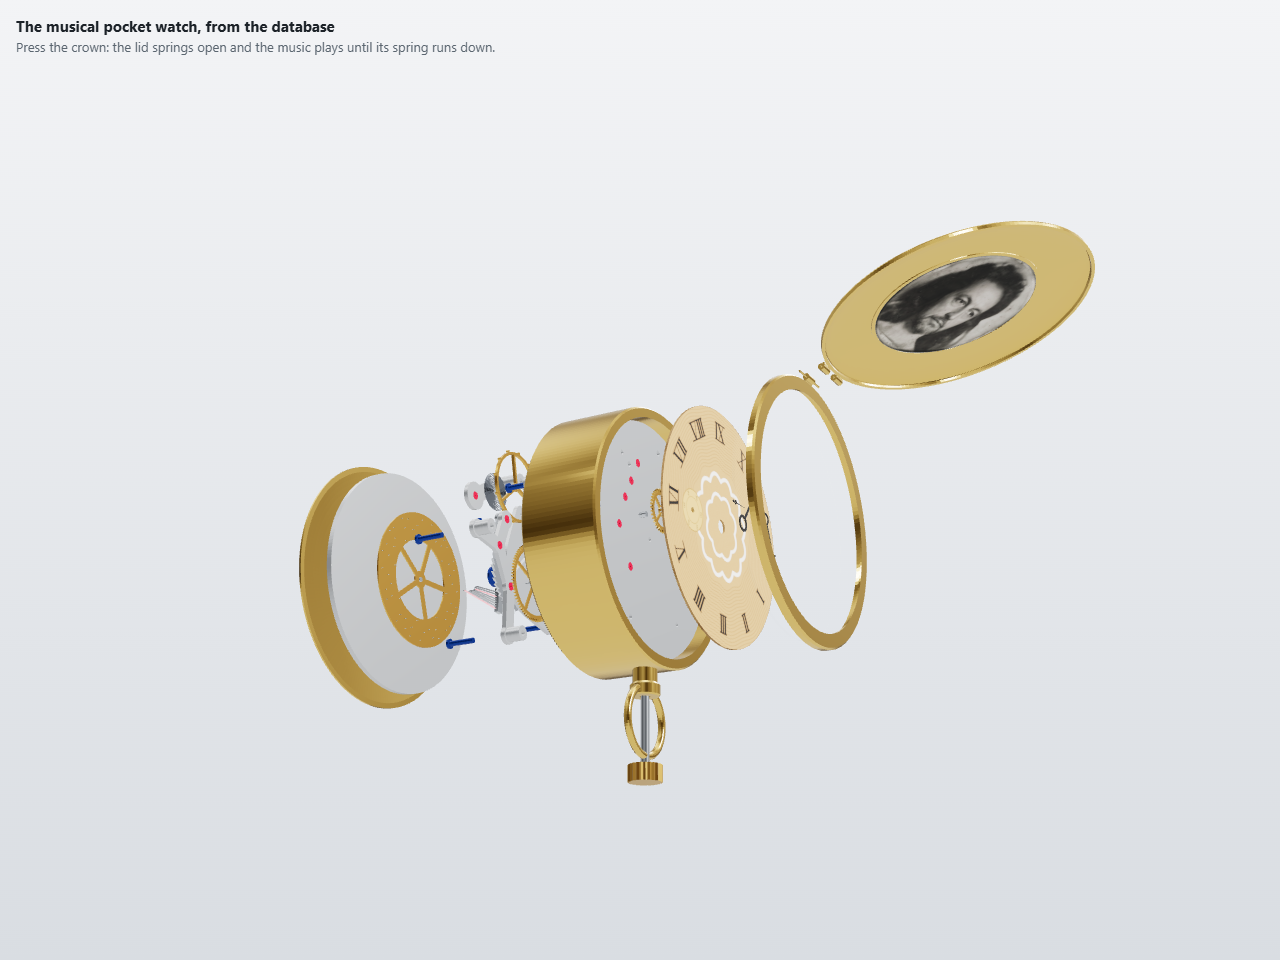 The musical pocket watch, from the database
Press the crown: the lid springs open and the music plays until its spring runs down.